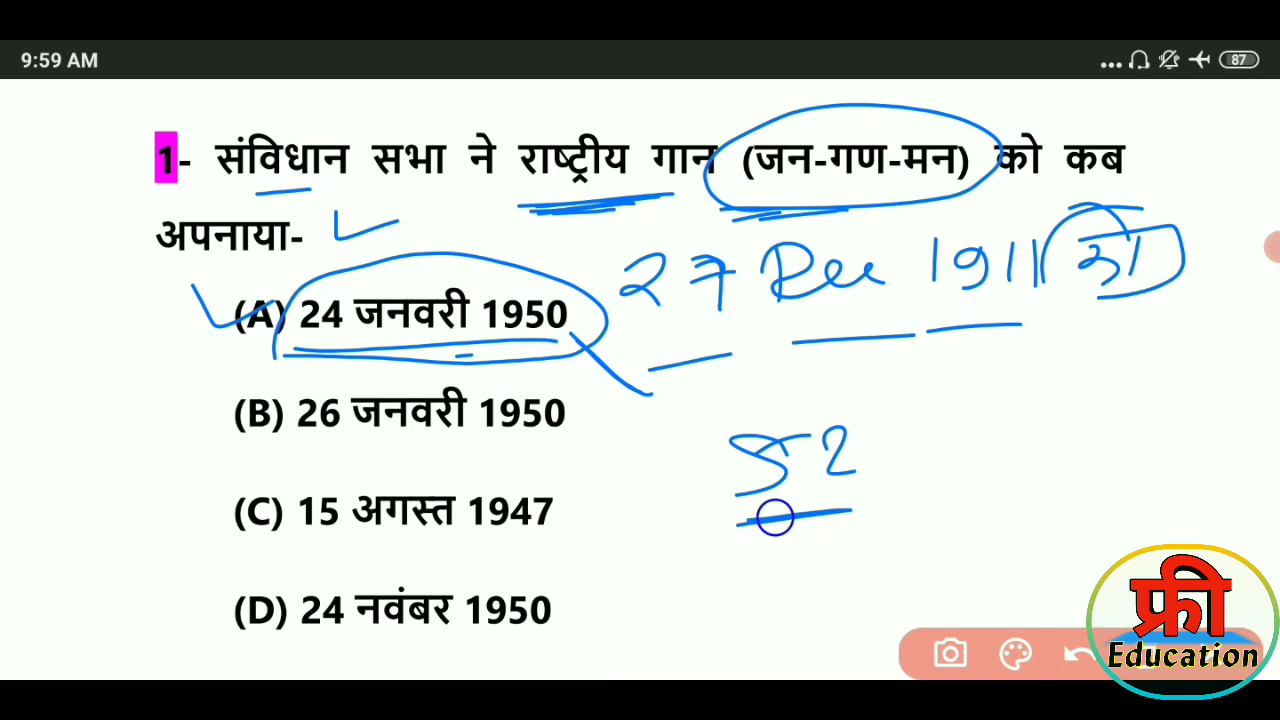 9:59 AM
87
1- संविधान सभा ने राष्ट्रीय गान (जन-गण-मन) को कब
अपनाया-
27 Dec 1911
(A) 24 जनवरी 1950
(B) 26 जनवरी 1950
52
(C) 15 अगस्त 1947
(D) 24 नवंबर 1950
फ्री
Education